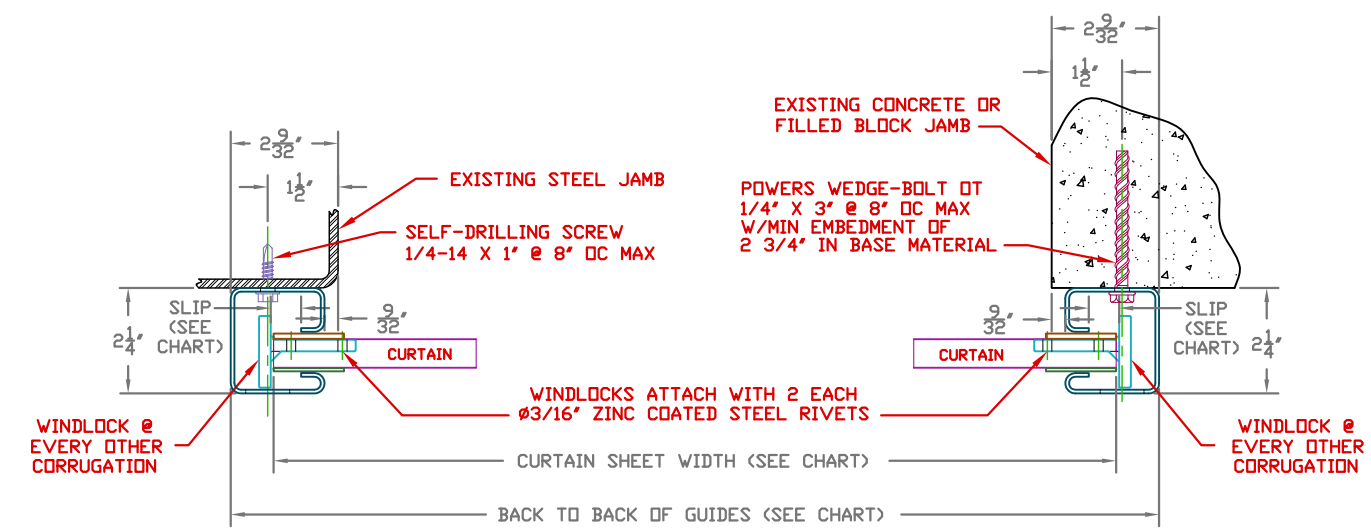 2 9/32"
1 1/2"
EXISTING STEEL JAMB
SELF-DRILLING SCREW
1/4-14 X 1" @ 8" OC MAX
SLIP
(SEE
CHART)
2 1/4"
9/32"
CURTAIN
WINDLOCK @
EVERY OTHER
CORRUGATION
WINDLOCKS ATTACH WITH 2 EACH
Ø3/16" ZINC COATED STEEL RIVETS
CURTAIN SHEET WIDTH (SEE CHART)
BACK TO BACK OF GUIDES (SEE CHART)
2 9/32"
1 1/2"
EXISTING CONCRETE OR
FILLED BLOCK JAMB
POWERS WEDGE-BOLT OT
1/4" X 3" @ 8" OC MAX
W/MIN EMBEDMENT OF
2 3/4" IN BASE MATERIAL
9/32"
SLIP
(SEE
CHART)
2 1/4"
CURTAIN
WINDLOCK @
EVERY OTHER
CORRUGATION